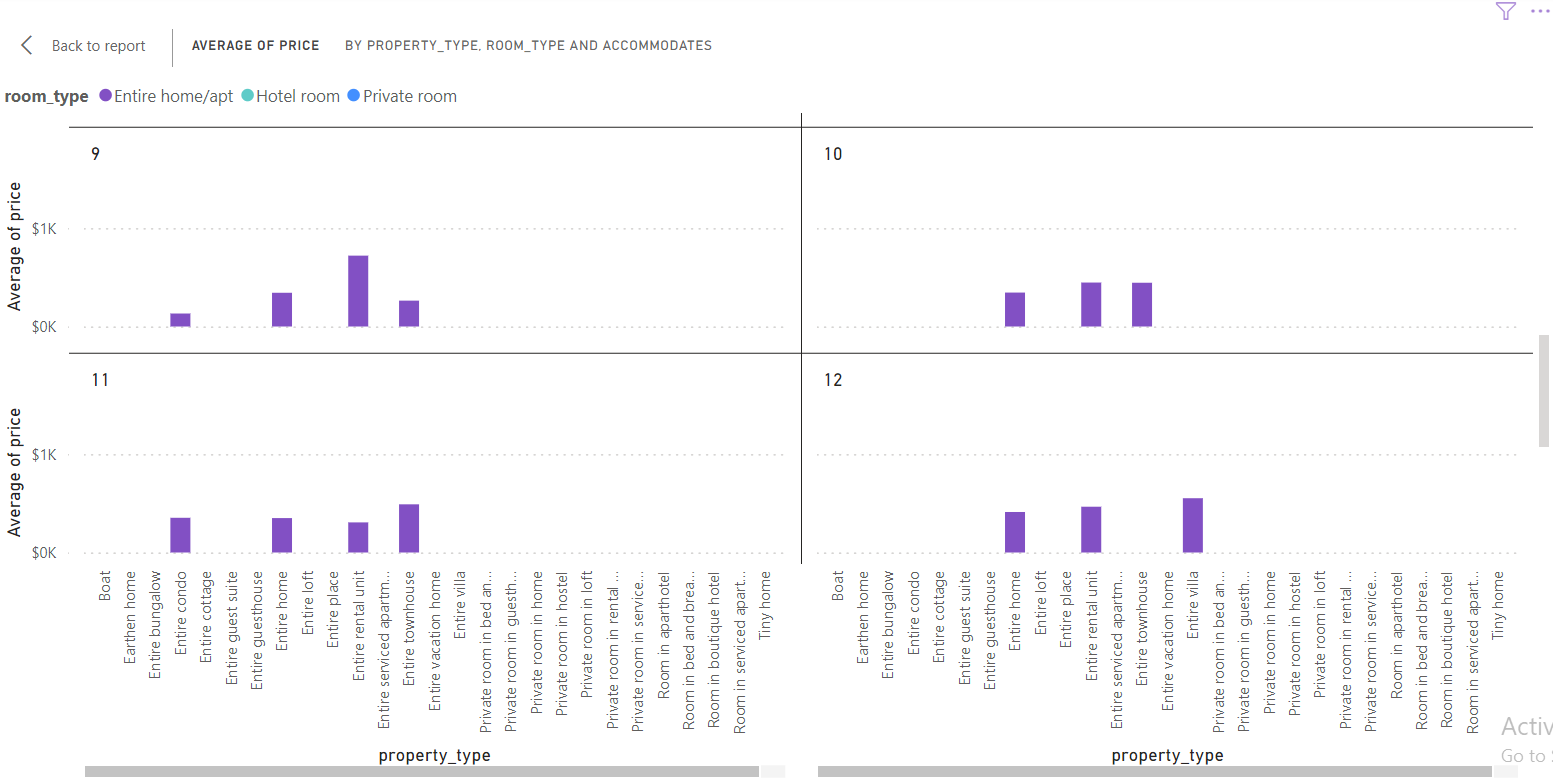 Back to report
AVERAGE OF PRICE
BY PROPERTY_TYPE, ROOM_TYPE AND ACCOMMODATES
room_type Entire home/apt Hotel room Private room
9
10
Average of price
$1K
$0K
11
12
Average of price
$1K
$0K
Boat
Earthen home
Entire bungalow
Entire condo
Entire cottage
Entire guest suite
Entire guesthouse
Entire home
Entire loft
Entire place
Entire rental unit
Entire serviced apartm...
Entire townhouse
Entire vacation home
Entire villa
Private room in bed an...
Private room in guesth...
Private room in home
Private room in hostel
Private room in loft
Private room in rental ...
Private room in service...
Room in aparthotel
Room in bed and brea...
Room in boutique hotel
Room in serviced apart...
Tiny home
Boat
Earthen home
Entire bungalow
Entire condo
Entire cottage
Entire guest suite
Entire guesthouse
Entire home
Entire loft
Entire place
Entire rental unit
Entire serviced apartm...
Entire townhouse
Entire vacation home
Entire villa
Private room in bed an...
Private room in guesth...
Private room in home
Private room in hostel
Private room in loft
Private room in rental ...
Private room in service...
Room in aparthotel
Room in bed and brea...
Room in boutique hotel
Room in serviced apart...
Tiny home
property_type
property_type
Activ
Go to S